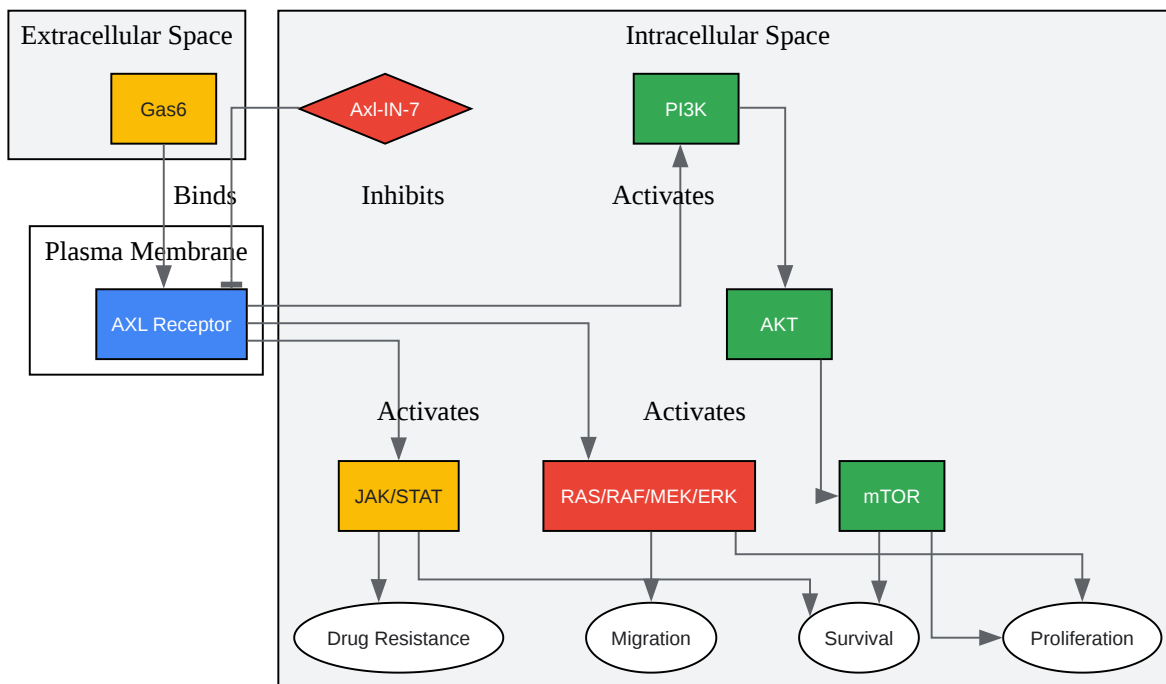 Extracellular Space
Intracellular Space
Gas6
Axl-IN-7
PI3K
Binds
Inhibits
Activates
Plasma Membrane
AXL Receptor
AKT
Activates
Activates
JAK/STAT
RAS/RAF/MEK/ERK
mTOR
Drug Resistance
Migration
Survival
Proliferation